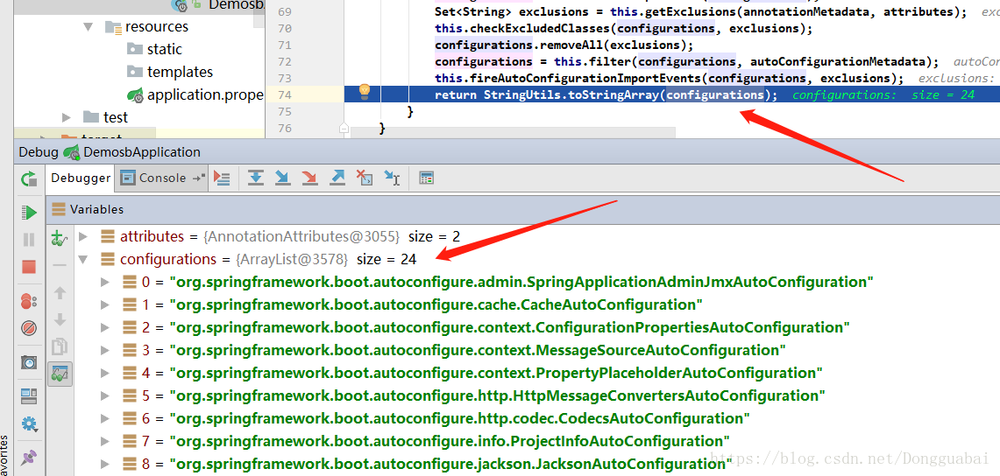 Demosb
resources
static
templates
application.prope
test
target
69 Set<String> exclusions = this.getExclusions(annotationMetadata, attributes);
70 this.checkExcludedClasses(configurations, exclusions);
71 configurations.removeAll(exclusions);
72 configurations = this.filter(configurations, autoConfigurationMetadata); autoCon
73 this.fireAutoConfigurationImportEvents(configurations, exclusions); exclusions:
74 return StringUtils.toStringArray(configurations); configurations: size = 24
75 }
76 }
Debug DemosbApplication
Debugger Console
Variables
attributes = {AnnotationAttributes@3055} size = 2
configurations = {ArrayList@3578} size = 24
0 = "org.springframework.boot.autoconfigure.admin.SpringApplicationAdminJmxAutoConfiguration"
1 = "org.springframework.boot.autoconfigure.cache.CacheAutoConfiguration"
2 = "org.springframework.boot.autoconfigure.context.ConfigurationPropertiesAutoConfiguration"
3 = "org.springframework.boot.autoconfigure.context.MessageSourceAutoConfiguration"
4 = "org.springframework.boot.autoconfigure.context.PropertyPlaceholderAutoConfiguration"
5 = "org.springframework.boot.autoconfigure.http.HttpMessageConvertersAutoConfiguration"
6 = "org.springframework.boot.autoconfigure.http.codec.CodecsAutoConfiguration"
7 = "org.springframework.boot.autoconfigure.info.ProjectInfoAutoConfiguration"
8 = "org.springframework.boot.autoconfigure.jackson.JacksonAutoConfiguration"
avorites
https://blog.csdn.net/Dongguabai